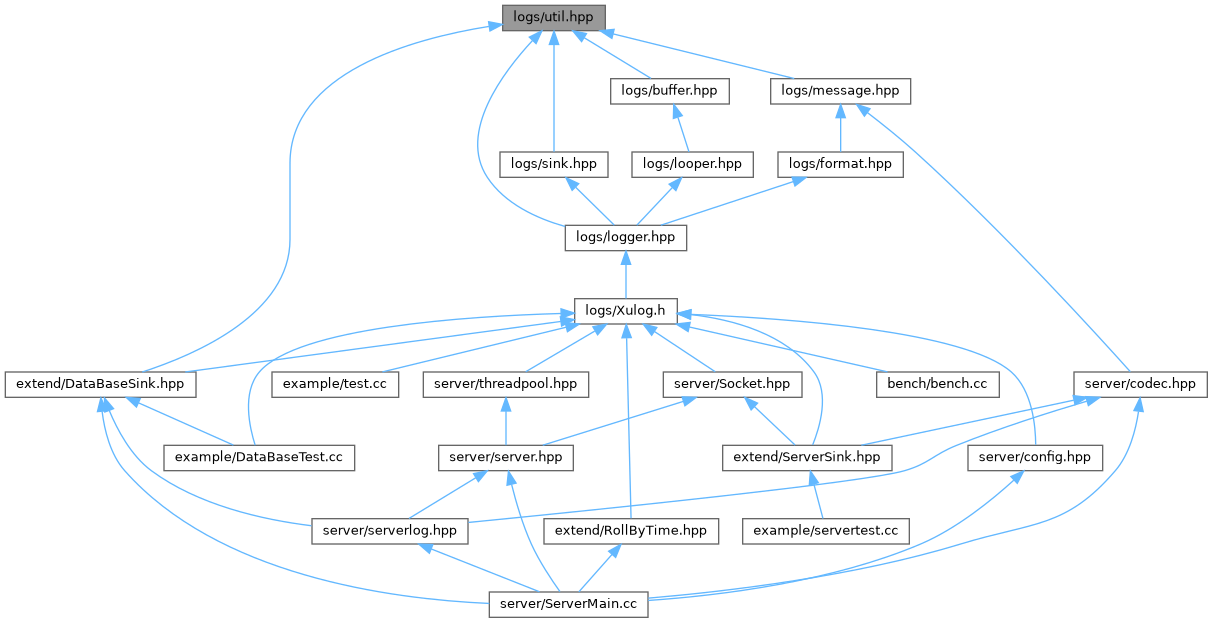 logs/util.hpp
logs/buffer.hpp
logs/message.hpp
logs/sink.hpp
logs/looper.hpp
logs/format.hpp
logs/logger.hpp
logs/Xulog.h
extend/DataBaseSink.hpp
example/test.cc
server/threadpool.hpp
server/Socket.hpp
bench/bench.cc
server/codec.hpp
example/DataBaseTest.cc
server/server.hpp
extend/ServerSink.hpp
server/config.hpp
server/serverlog.hpp
extend/RollByTime.hpp
example/servertest.cc
server/ServerMain.cc